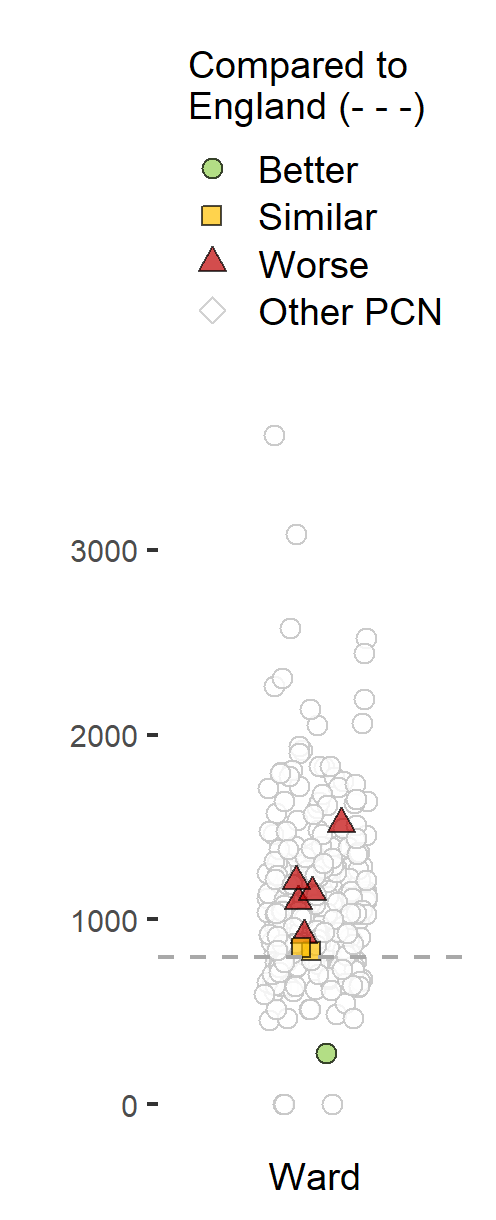 Compared to
England (- - -)
Better
Similar
Worse
Other PCN
3000
2000
1000
0
Ward